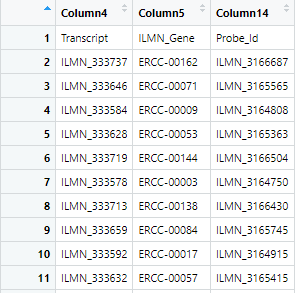 Column4 Column5 Column14
1 Transcript ILMN_Gene Probe_Id
2 ILMN_333737 ERCC-00162 ILMN_3166687
3 ILMN_333646 ERCC-00071 ILMN_3165565
4 ILMN_333584 ERCC-00009 ILMN_3164808
5 ILMN_333628 ERCC-00053 ILMN_3165363
6 ILMN_333719 ERCC-00144 ILMN_3166504
7 ILMN_333578 ERCC-00003 ILMN_3164750
8 ILMN_333713 ERCC-00138 ILMN_3166430
9 ILMN_333659 ERCC-00084 ILMN_3165745
10 ILMN_333592 ERCC-00017 ILMN_3164915
11 ILMN_333632 ERCC-00057 ILMN_3165415